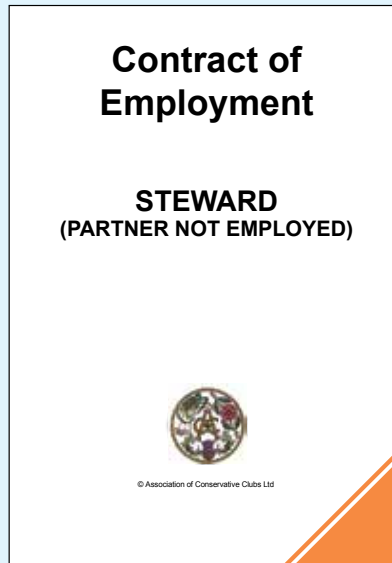 Contract of
Employment
STEWARD
(PARTNER NOT EMPLOYED)
© Association of Conservative Clubs Ltd